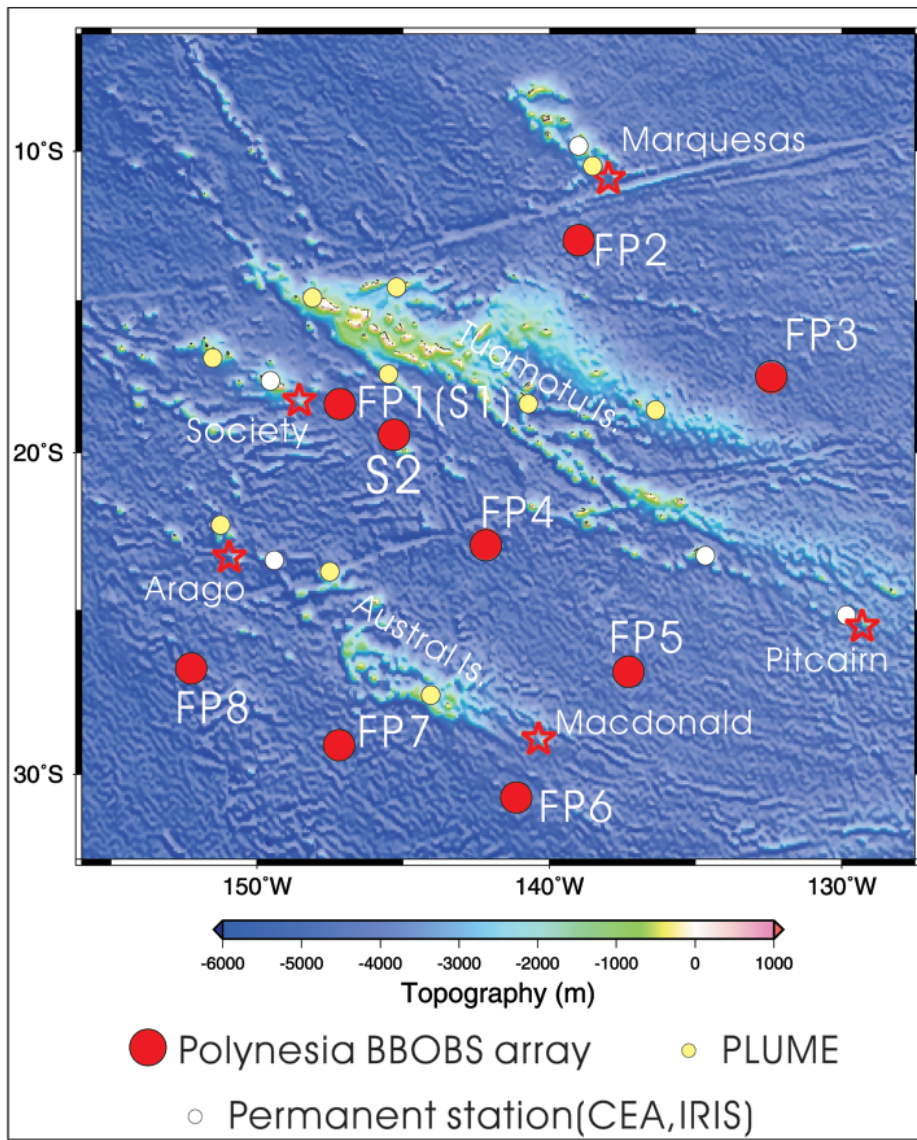 10˚S
Marquesas
FP2
FP3
Tuamotu Is.
FP1(S1)
Society
20˚S
S2
FP4
Arago
Austral Is.
FP5
Pitcairn
FP8
FP7
Macdonald
30˚S
FP6
150˚W 140˚W 130˚W
-6000 -5000 -4000 -3000 -2000 -1000 0 1000
Topography (m)
Polynesia BBOBS array PLUME
Permanent station(CEA,IRIS)